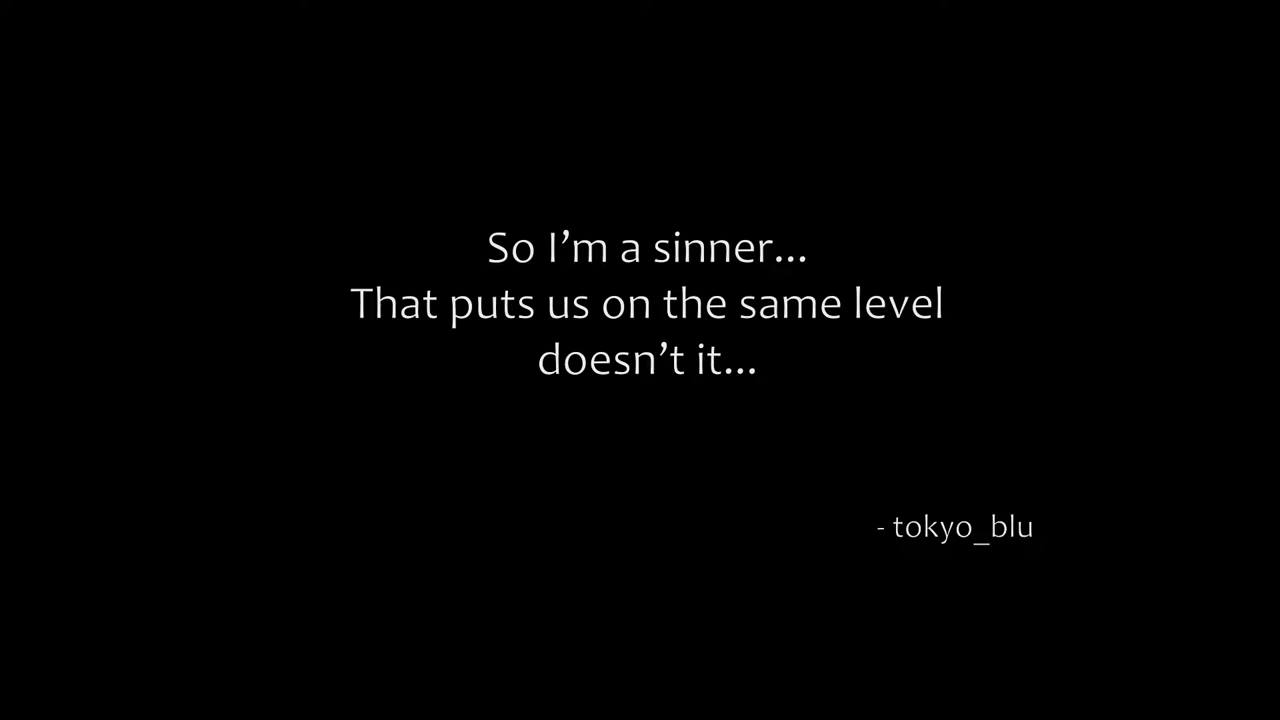 So I’m a sinner...
That puts us on the same level
doesn’t it...
- tokyo_blu